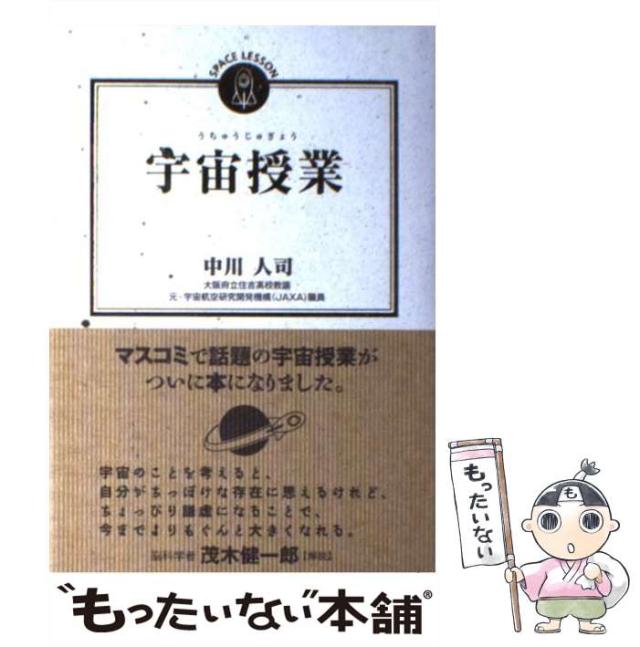 SPACE LESSON
うちゅうじゅぎょう
宇宙授業
中川 人司
大阪府立住吉高校教諭
元・宇宙航空研究開発機構(JAXA)職員
マスコミで話題の宇宙授業が
ついに本になりました。
宇宙のことを考えると、
自分がちっぽけな存在に思えるけれど、
ちょっぴり謙虚になることで、
今までよりもぐんと大きくなれる。
脳科学者 茂木健一郎【解説】
"もったいない"本舗®
もったいない
も